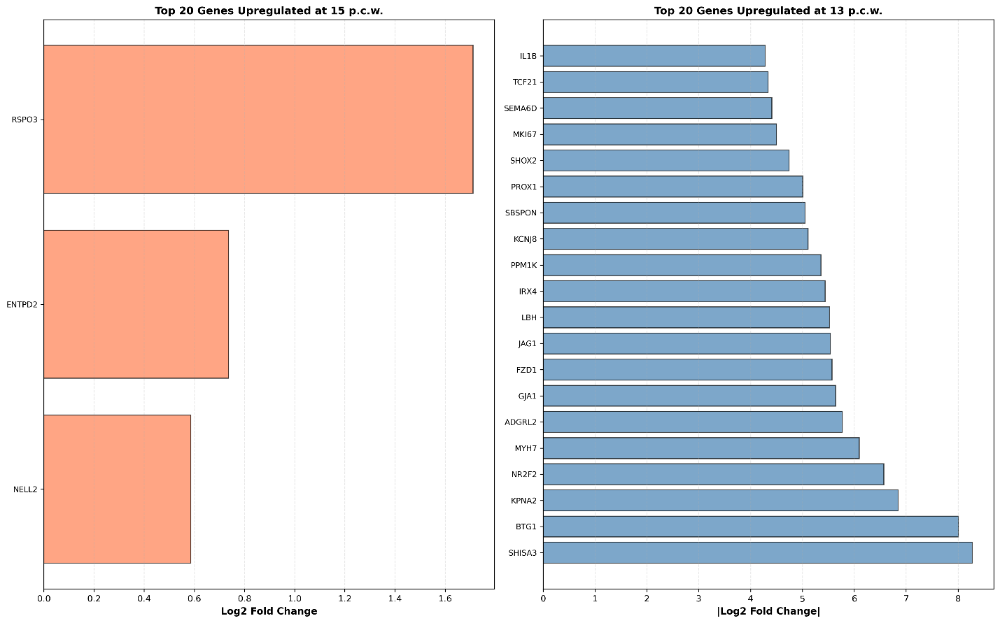 Top 20 Genes Upregulated at 15 p.c.w.
RSPO3
ENTPD2
NELL2
0.0 0.2 0.4 0.6 0.8 1.0 1.2 1.4 1.6
Log2 Fold Change
Top 20 Genes Upregulated at 13 p.c.w.
IL1B
TCF21
SEMA6D
MKI67
SHOX2
PROX1
SBSPON
KCNJ8
PPM1K
IRX4
LBH
JAG1
FZD1
GJA1
ADGRL2
MYH7
NR2F2
KPNA2
BTG1
SHISA3
0 1 2 3 4 5 6 7 8
|Log2 Fold Change|